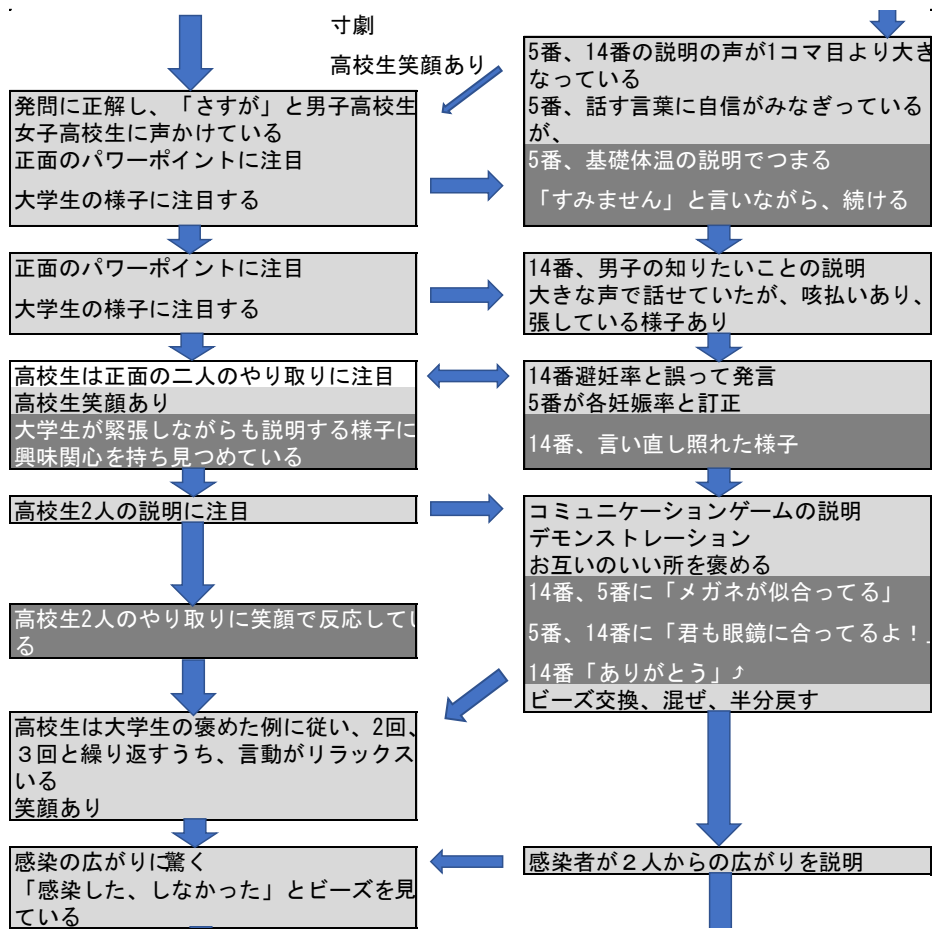 寸劇
高校生笑顔あり
発問に正解し、「さすが」と男子高校生
女子高校生に声かけている
正面のパワーポイントに注目
大学生の様子に注目する
5番、14番の説明の声が1コマ目より大き
なっている
5番、話す言葉に自信がみなぎっている
が、
5番、基礎体温の説明でつまる
「すみません」と言いながら、続ける
正面のパワーポイントに注目
大学生の様子に注目する
14番、男子の知りたいことの説明
大きな声で話せていたが、咳払いあり、
張している様子あり
高校生は正面の二人のやり取りに注目
高校生笑顔あり
大学生が緊張しながらも説明する様子に
興味関心を持ち見つめている
14番避妊率と誤って発言
5番が各妊娠率と訂正
14番、言い直し照れた様子
高校生2人の説明に注目
高校生2人のやり取りに笑顔で反応してい
る
コミュニケーションゲームの説明
デモンストレーション
お互いのいい所を褒める
14番、5番に「メガネが似合ってる」
5番、14番に「君も眼鏡に合ってるよ！」
14番「ありがとう」⤴
ビーズ交換、混ぜ、半分戻す
高校生は大学生の褒めた例に従い、2回、
３回と繰り返すうち、言動がリラックス
いる
笑顔あり
感染の広がりに驚く
「感染した、しなかった」とビーズを見
ている
感染者が２人からの広がりを説明